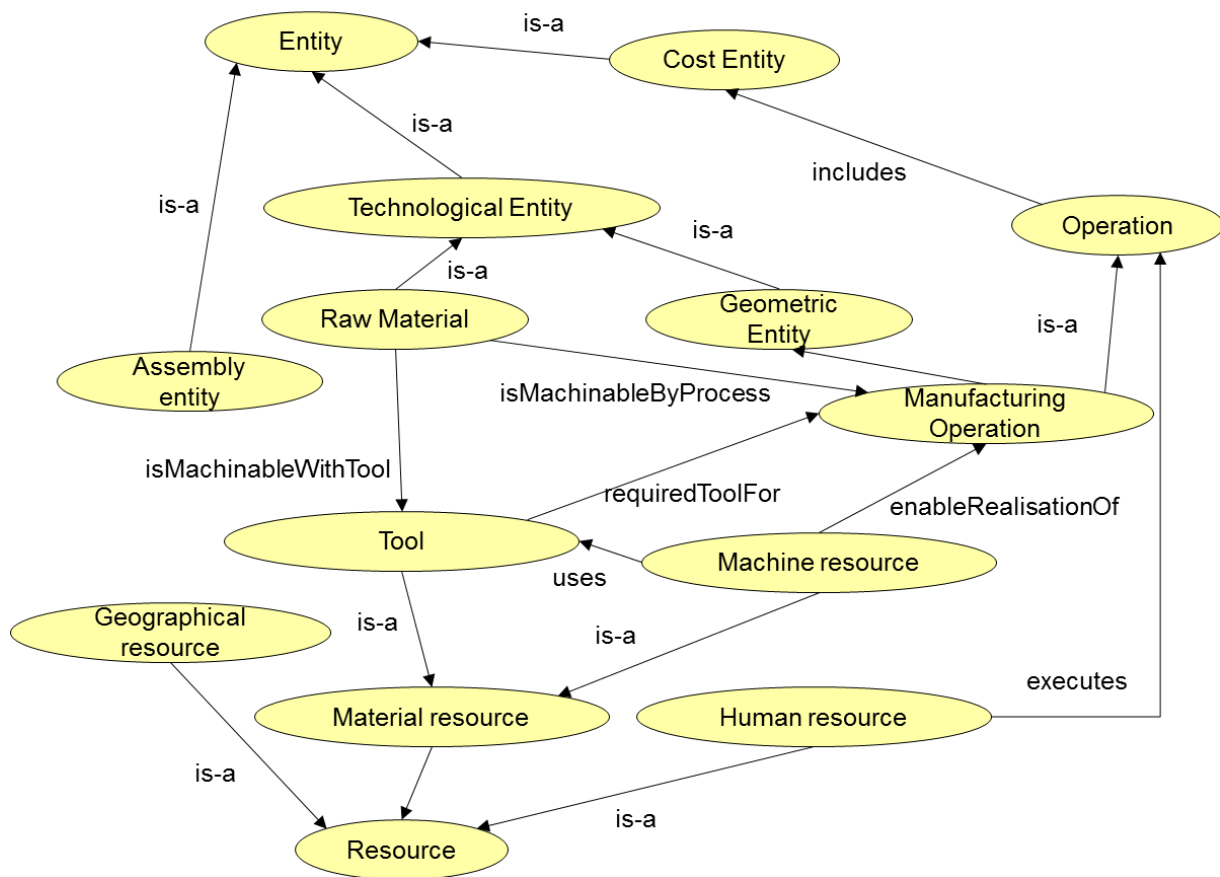 Entity
is-a
Cost Entity
is-a
includes
is-a
Technological Entity
is-a
Operation
is-a
Raw Material
Geometric
Entity
is-a
Assembly
entity
isMachinableByProcess
Manufacturing
Operation
isMachinableWithTool
requiredToolFor
enableRealisationOf
Tool
Machine resource
uses
Geographical
resource
is-a
is-a
executes
Material resource
Human resource
is-a
is-a
Resource